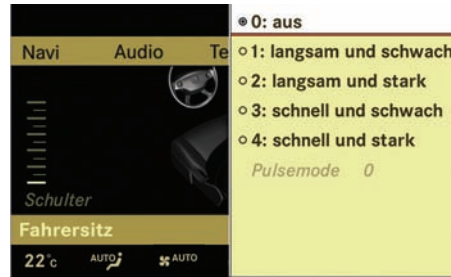 0: aus
Navi Audio Te
1: langsam und schwach
2: langsam und stark
3: schnell und schwach
4: schnell und stark
Pulsemode 0
Schulter
Fahrersitz
22°c AUTO AUTO